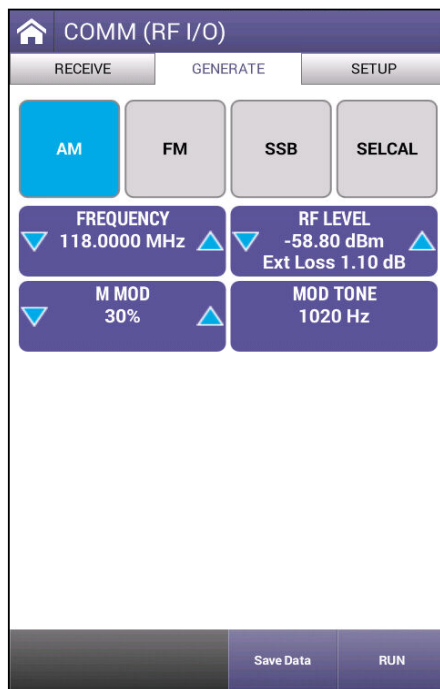 COMM (RF I/O)
RECEIVE GENERATE SETUP
AM FM SSB SELCAL
FREQUENCY
118.0000 MHz
RF LEVEL
-58.80 dBm
Ext Loss 1.10 dB
M MOD
30%
MOD TONE
1020 Hz
Save Data RUN